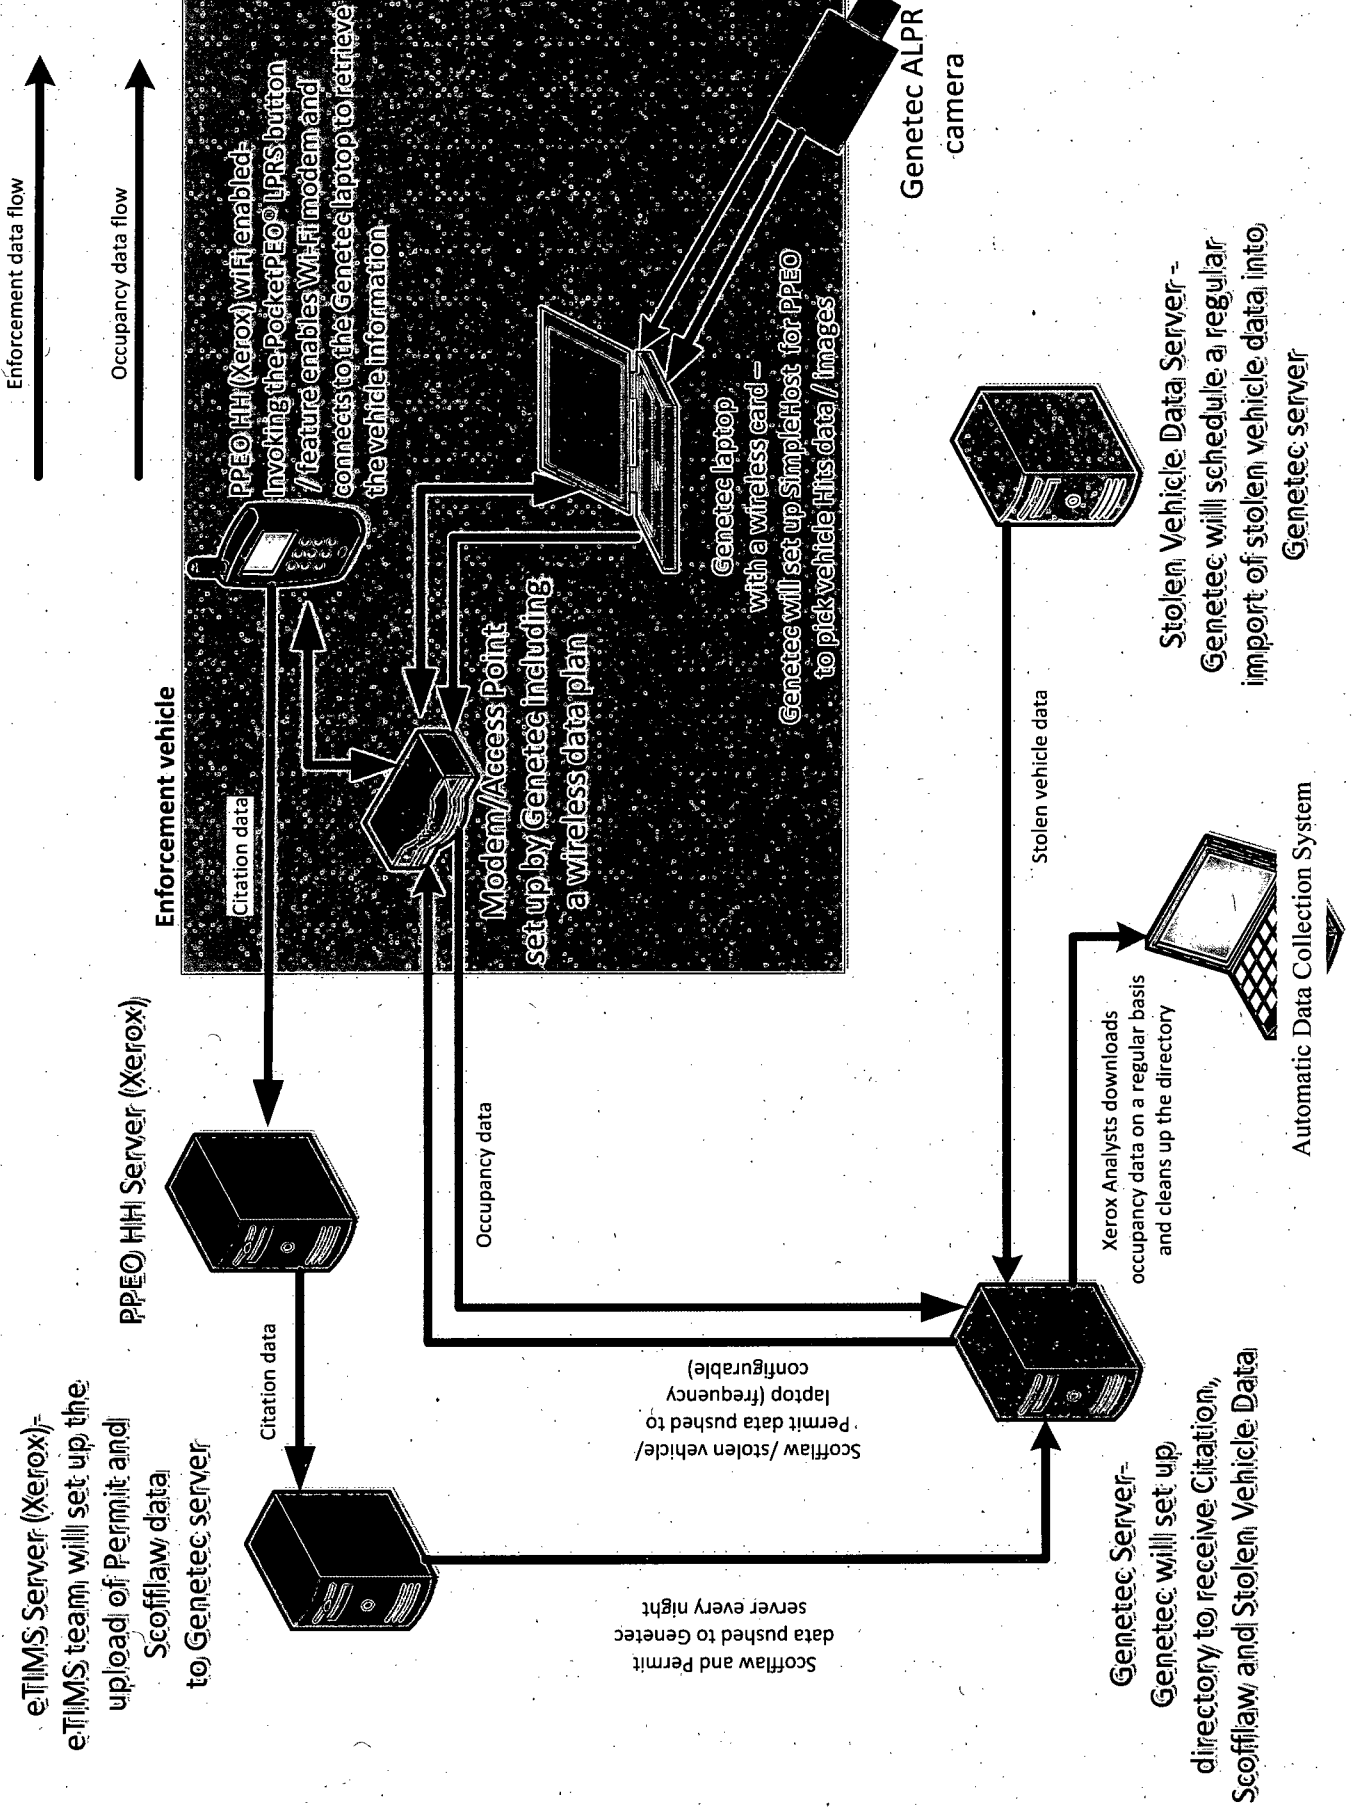 eTIMS Server (Xerox)-
eTIMS team will set up the
upload of Permit and
Scofflaw data
to Genetec server
PPEO HH Server (Xerox)
Enforcement vehicle
Enforcement data flow
Occupancy data flow
Citation data
Citation data
PPEO HH (Xerox) WiFi enabled-
Invoking the PocketPEO® LPRS button
/feature enables Wi-Fi modem and
connects to the Genetec laptop to retrieve
the vehicle information
Modem/Access Point
set up by Genetec including
a wireless data plan
Genetec laptop
with a wireless card –
Genetec will set up SimpleHost for PPEO
to pick vehicle Hits data / images
Genetec ALPR
camera
Scofflaw and Permit
data pushed to Genetec
server every night
Scofflaw /stolen vehicle/
Permit data pushed to
laptop (frequency
configurable)
Occupancy data
Stolen vehicle data
Genetec Server-
Genetec will set up
directory to receive Citation,
Scofflaw and Stolen Vehicle Data
Xerox Analysts downloads
occupancy data on a regular basis
and cleans up the directory
Automatic Data Collection System
Stolen Vehicle Data Server -
Genetec will schedule a regular
import of stolen vehicle data into
Genetec server